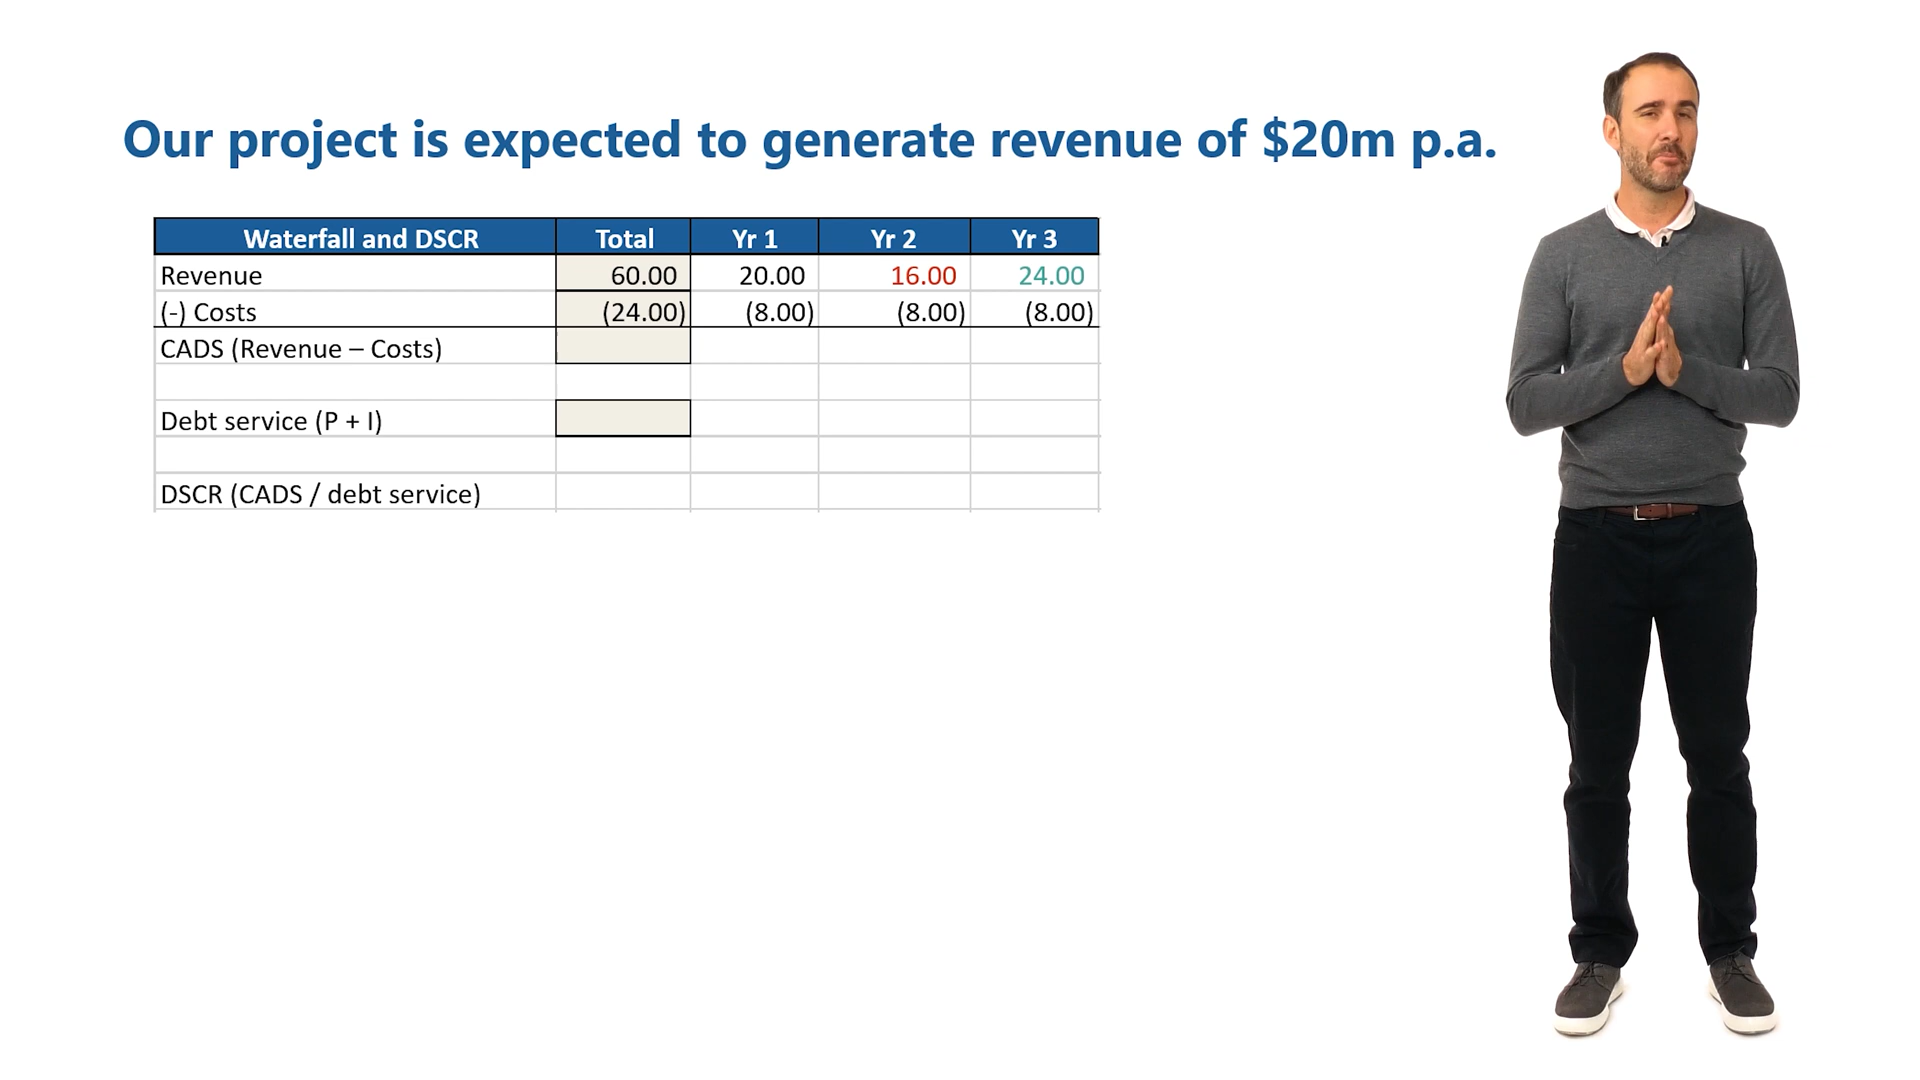 Our project is expected to generate revenue of $20m p.a.
Waterfall and DSCR Total Yr 1 Yr 2 Yr 3
Revenue 60.00 20.00 16.00 24.00
(-) Costs (24.00) (8.00) (8.00) (8.00)
CADS (Revenue – Costs)
Debt service (P + I)
DSCR (CADS / debt service)